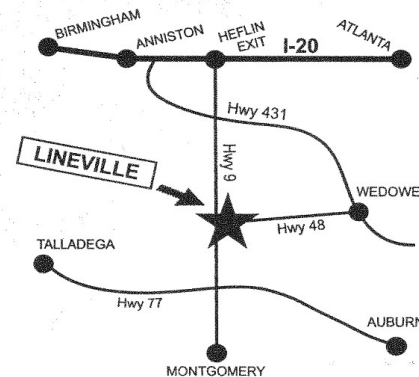 BIRMINGHAM
ANNISTON
HEFLIN
EXIT
I-20
ATLANTA
Hwy 431
LINEVILLE
Hwy 9
WEDOWE
Hwy 48
TALLADEGA
Hwy 77
AUBURN
MONTGOMERY